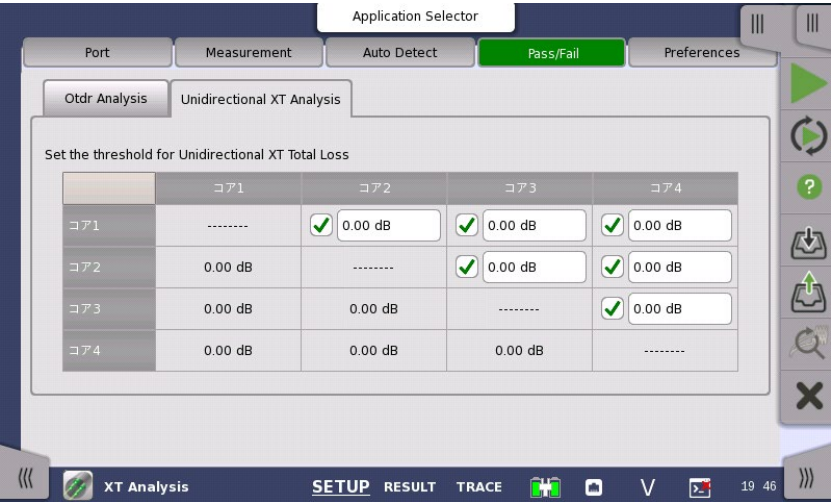 Application Selector
Port Measurement Auto Detect Pass/Fail Preferences
Otdr Analysis Unidirectional XT Analysis
Set the threshold for Unidirectional XT Total Loss
コア1 コア2 コア3 コア4
コア1 -------- 0.00 dB 0.00 dB 0.00 dB
コア2 0.00 dB -------- 0.00 dB 0.00 dB
コア3 0.00 dB 0.00 dB -------- 0.00 dB
コア4 0.00 dB 0.00 dB 0.00 dB --------
XT Analysis SETUP RESULT TRACE V 19 46